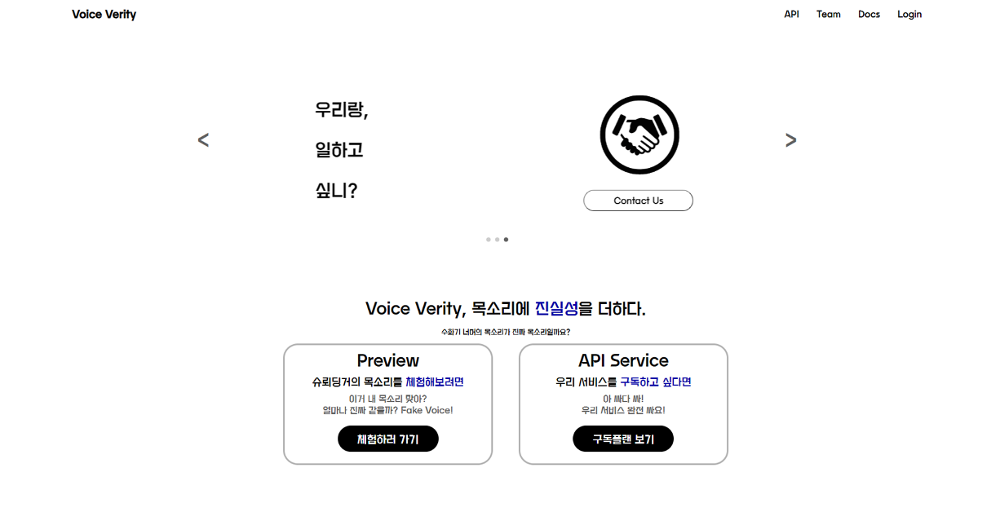 Voice Verity
API Team Docs Login
우리랑,
일하고
싶니?
<
>
Contact Us
Voice Verity, 목소리에 진실성을 더하다.
수화기 너머의 목소리가 진짜 목소리일까요?
Preview
슈뢰딩거의 목소리를 체험해보려면
이거 내 목소리 맞아?
얼마나 진짜 같을까? Fake Voice!
체험하러 가기
API Service
우리 서비스를 구독하고 싶다면
아 싸다 싸!
우리 서비스 완전 싸요!
구독플랜 보기